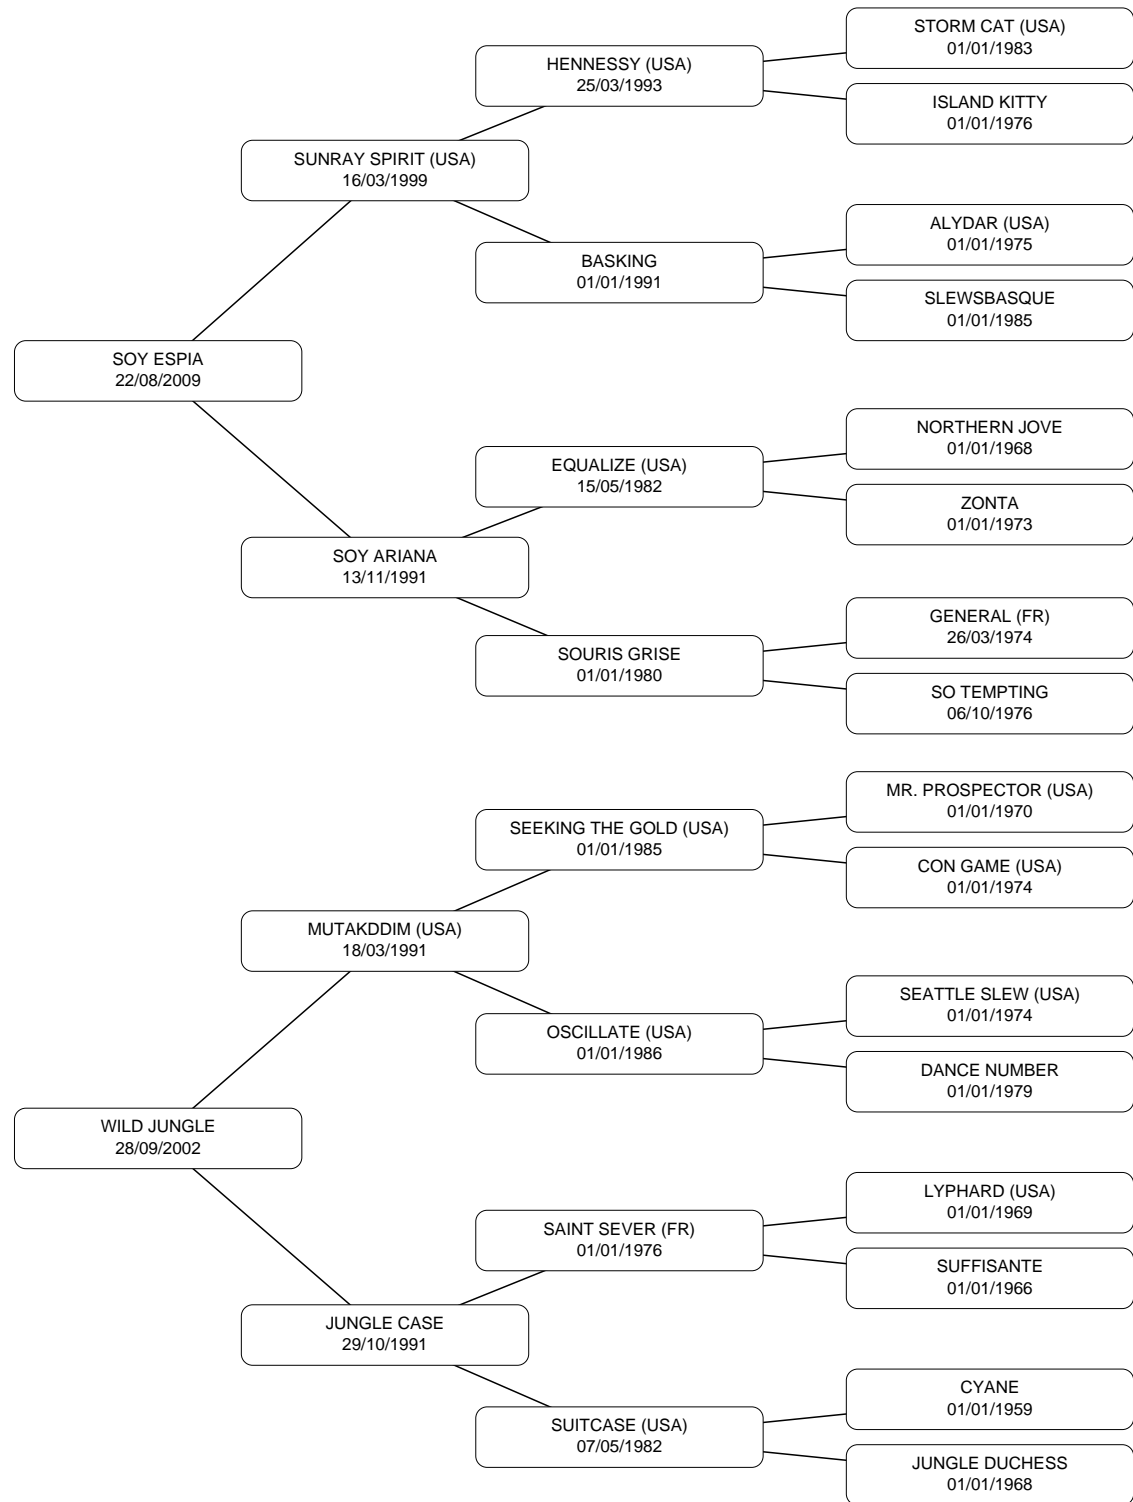 STORM CAT (USA)
01/01/1983
HENNESSY (USA)
25/03/1993
ISLAND KITTY
01/01/1976
SUNRAY SPIRIT (USA)
16/03/1999
ALYDAR (USA)
01/01/1975
BASKING
01/01/1991
SLEWSBASQUE
01/01/1985
SOY ESPIA
22/08/2009
NORTHERN JOVE
01/01/1968
EQUALIZE (USA)
15/05/1982
ZONTA
01/01/1973
SOY ARIANA
13/11/1991
GENERAL (FR)
26/03/1974
SOURIS GRISE
01/01/1980
SO TEMPTING
06/10/1976
MR. PROSPECTOR (USA)
01/01/1970
SEEKING THE GOLD (USA)
01/01/1985
CON GAME (USA)
01/01/1974
MUTAKDDIM (USA)
18/03/1991
SEATTLE SLEW (USA)
01/01/1974
OSCILLATE (USA)
01/01/1986
DANCE NUMBER
01/01/1979
WILD JUNGLE
28/09/2002
LYPHARD (USA)
01/01/1969
SAINT SEVER (FR)
01/01/1976
SUFFISANTE
01/01/1966
JUNGLE CASE
29/10/1991
CYANE
01/01/1959
SUITCASE (USA)
07/05/1982
JUNGLE DUCHESS
01/01/1968